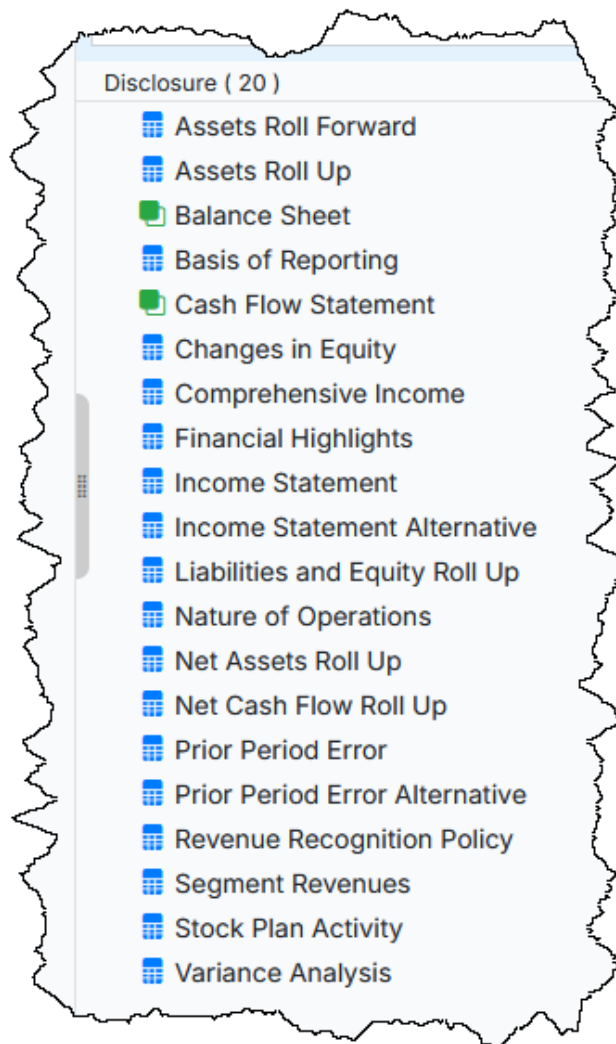 Disclosure ( 20 )
Assets Roll Forward
Assets Roll Up
Balance Sheet
Basis of Reporting
Cash Flow Statement
Changes in Equity
Comprehensive Income
Financial Highlights
Income Statement
Income Statement Alternative
Liabilities and Equity Roll Up
Nature of Operations
Net Assets Roll Up
Net Cash Flow Roll Up
Prior Period Error
Prior Period Error Alternative
Revenue Recognition Policy
Segment Revenues
Stock Plan Activity
Variance Analysis